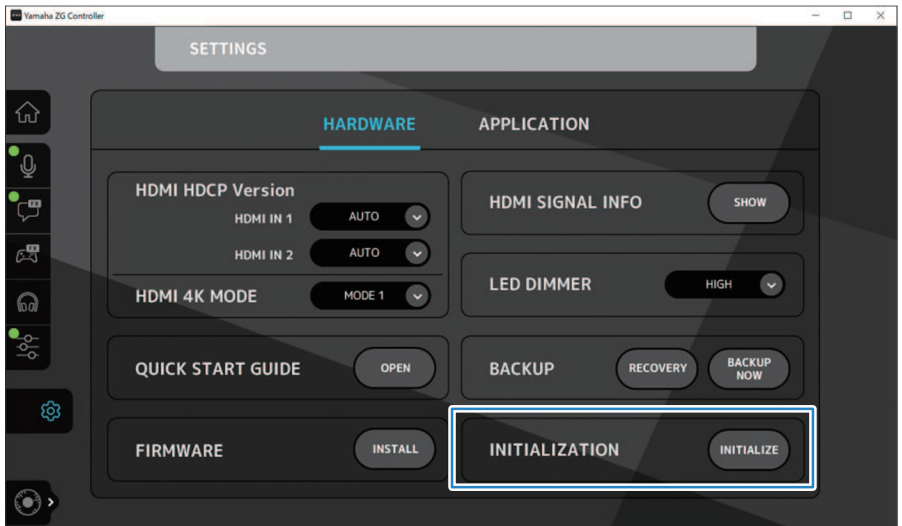 Yamaha ZG Controller
SETTINGS
HARDWARE
APPLICATION
HDMI HDCP Version
HDMI IN 1
AUTO
HDMI IN 2
AUTO
HDMI 4K MODE
MODE 1
HDMI SIGNAL INFO
SHOW
LED DIMMER
HIGH
QUICK START GUIDE
OPEN
BACKUP
RECOVERY
BACKUP
NOW
FIRMWARE
INSTALL
INITIALIZATION
INITIALIZE